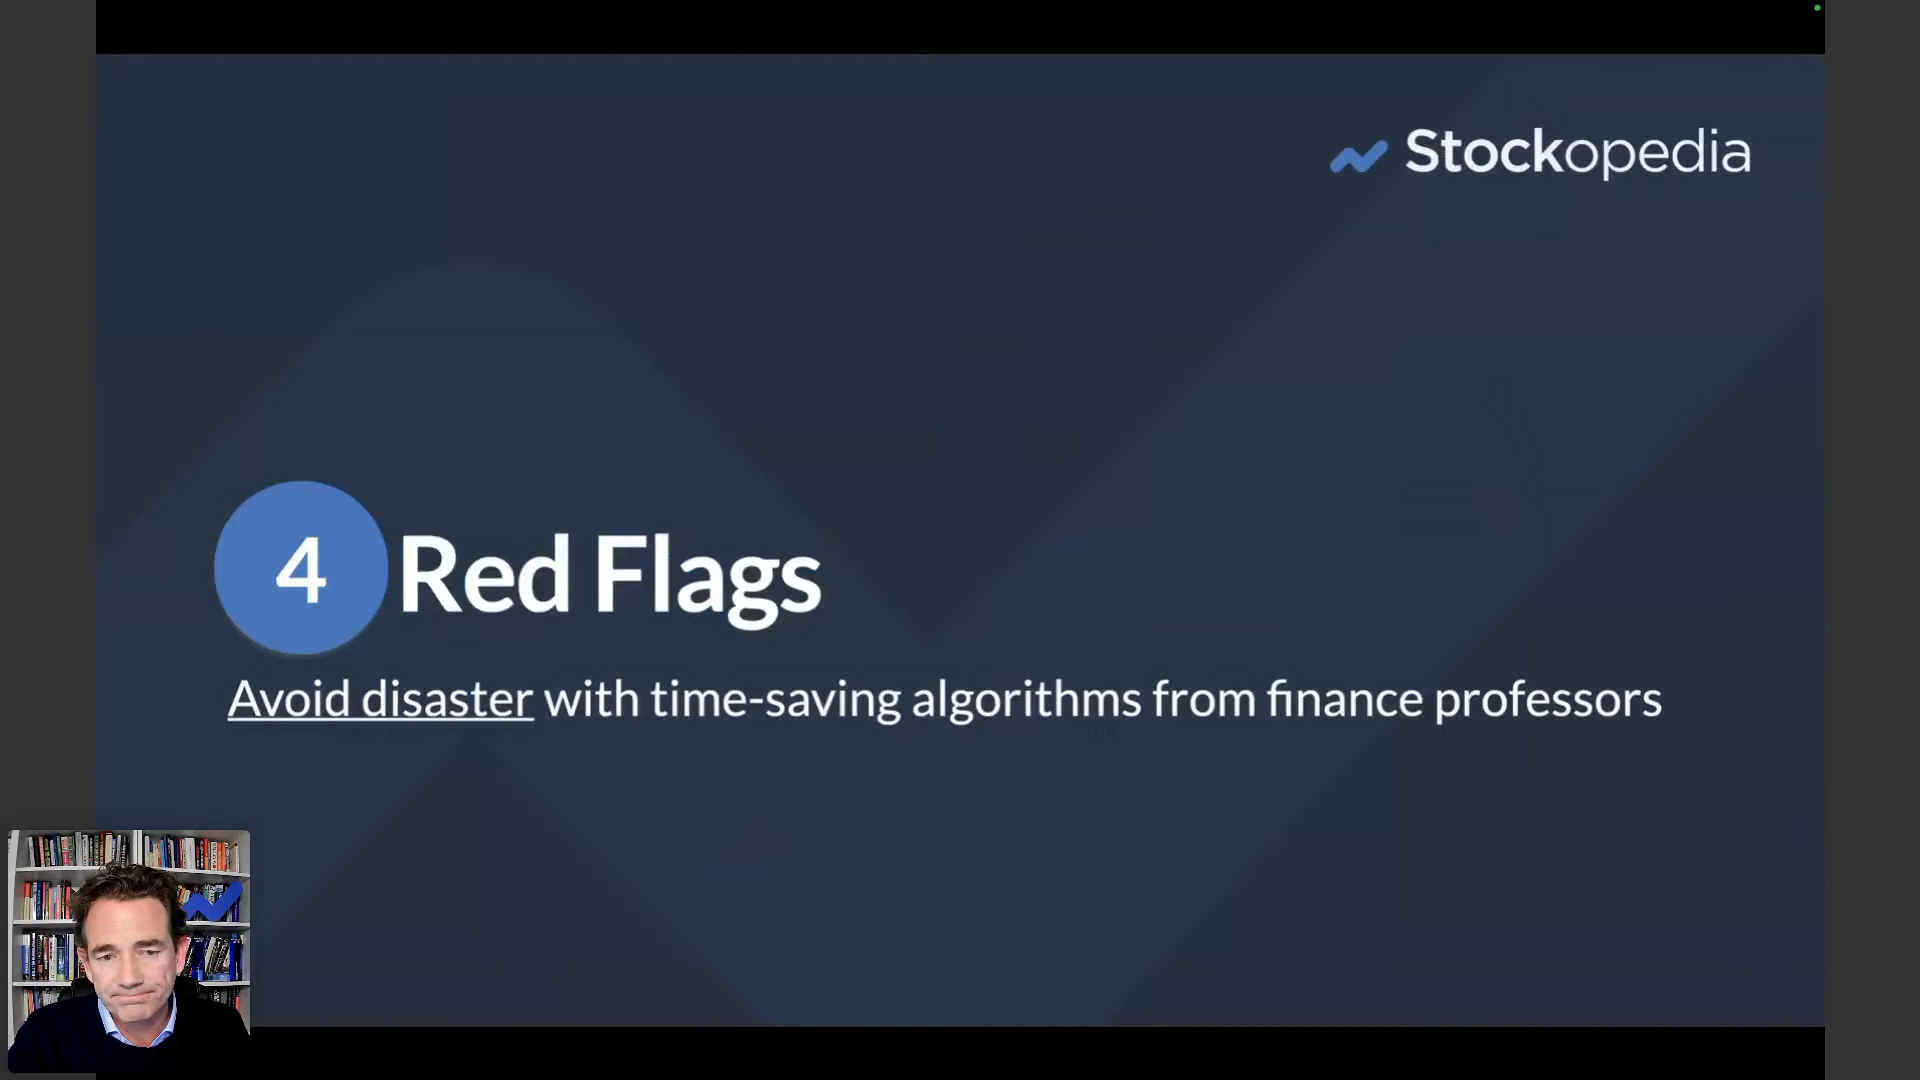 Stockopedia
4 Red Flags
Avoid disaster with time-saving algorithms from finance professors